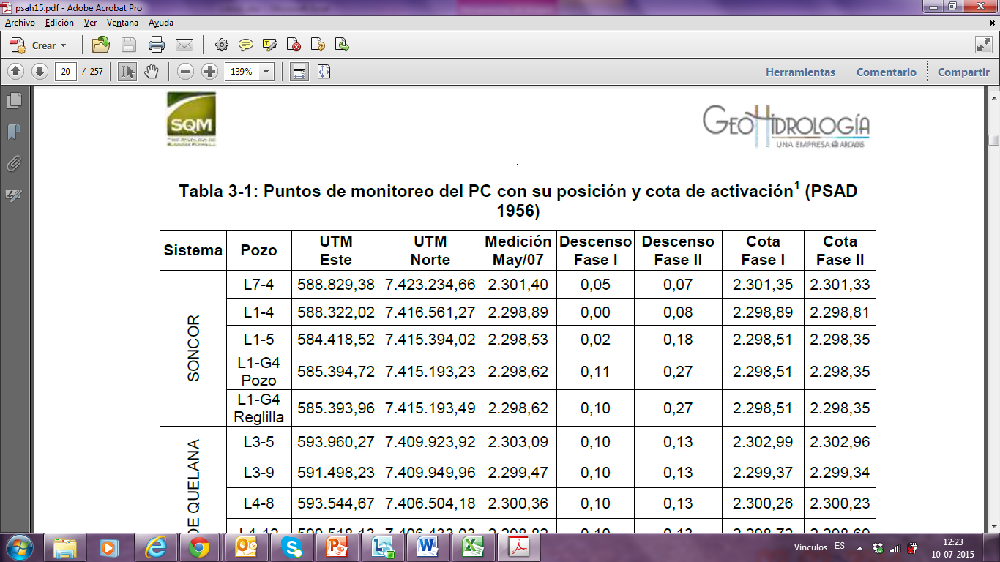 psah15.pdf - Adobe Acrobat Pro
Archivo Edición Ver Ventana Ayuda
Crear
20 / 257 139% Herramientas Comentario Compartir
SQM
GEOHIDROLOGÍA
UNA EMPRESA ARCADIS
Tabla 3-1: Puntos de monitoreo del PC con su posición y cota de activación1 (PSAD
1956)
Sistema Pozo UTM Este UTM Norte Medición May/07 Descenso Fase I Descenso Fase II Cota Fase I Cota Fase II
SONCOR
L7-4 588.829,38 7.423.234,66 2.301,40 0,05 0,07 2.301,35 2.301,33
L1-4 588.322,02 7.416.561,27 2.298,89 0,00 0,08 2.298,89 2.298,81
L1-5 584.418,52 7.415.394,02 2.298,53 0,02 0,18 2.298,51 2.298,35
L1-G4 Pozo 585.394,72 7.415.193,23 2.298,62 0,11 0,27 2.298,51 2.298,35
L1-G4 Reglilla 585.393,96 7.415.193,49 2.298,62 0,10 0,27 2.298,51 2.298,35
DE QUELANA
L3-5 593.960,27 7.409.923,92 2.303,09 0,10 0,13 2.302,99 2.302,96
L3-9 591.498,23 7.409.949,96 2.299,47 0,10 0,13 2.299,37 2.299,34
L4-8 593.544,67 7.406.504,18 2.300,36 0,10 0,13 2.300,26 2.300,23
Vínculos ES 12:23
10-07-2015